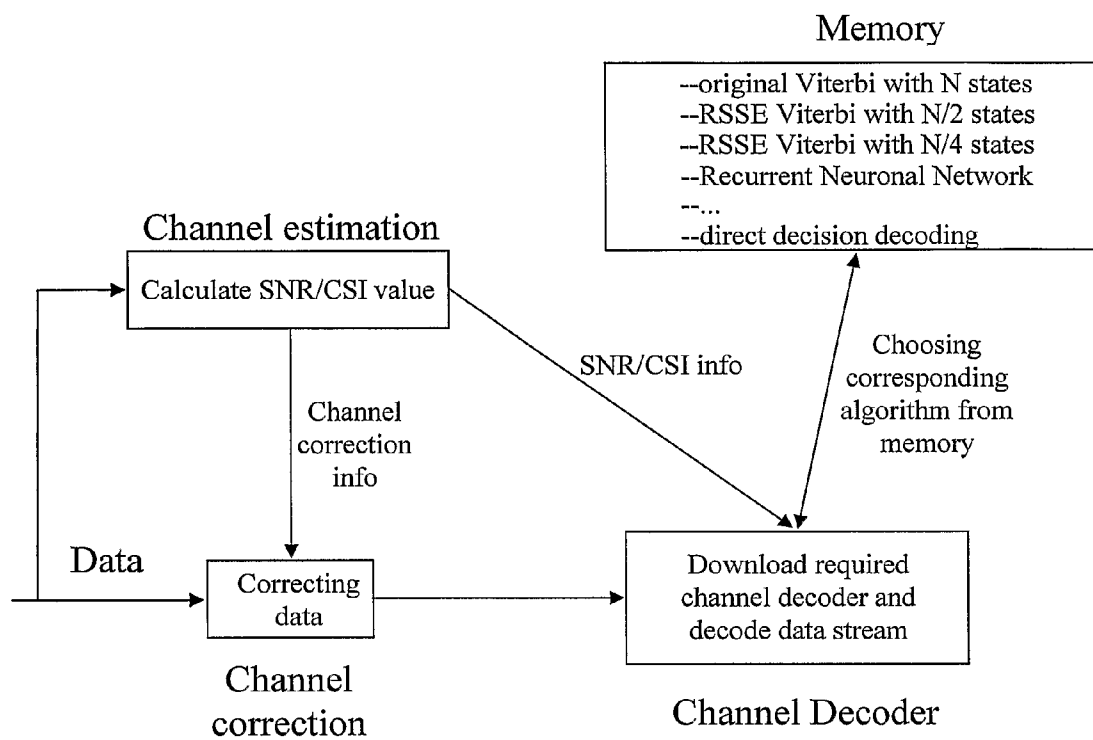 Memory
--original Viterbi with N states
--RSSE Viterbi with N/2 states
--RSSE Viterbi with N/4 states
--Recurrent Neuronal Network
--...
--direct decision decoding
Channel estimation
Calculate SNR/CSI value
SNR/CSI info
Choosing
corresponding
algorithm from
memory
Channel
correction
info
Data
Correcting
data
Download required
channel decoder and
decode data stream
Channel
correction
Channel Decoder